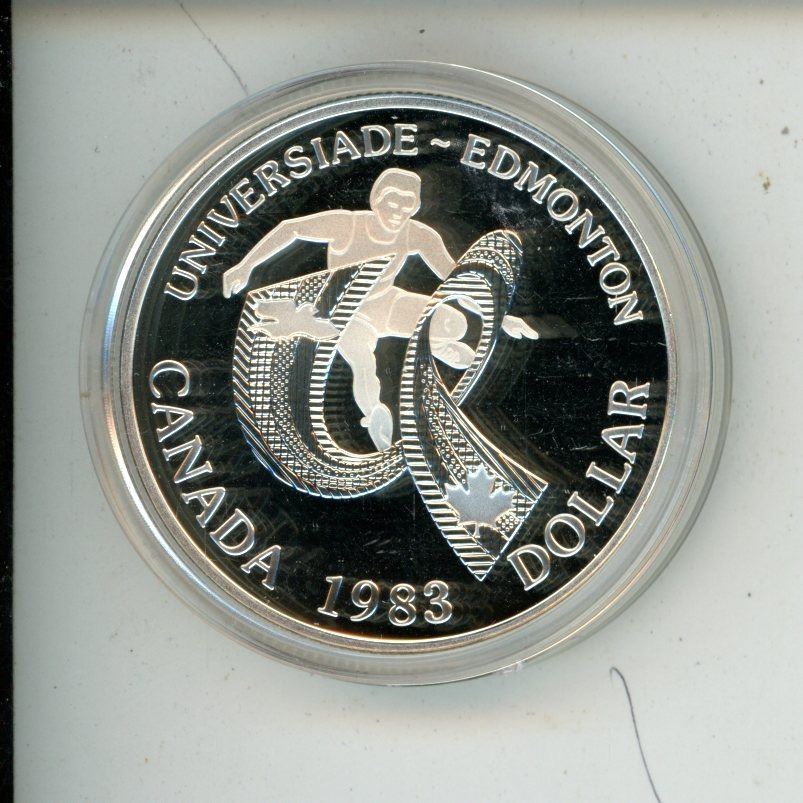 UNIVERSIADE ~ EDMONTON
CANADA 1983 DOLLAR